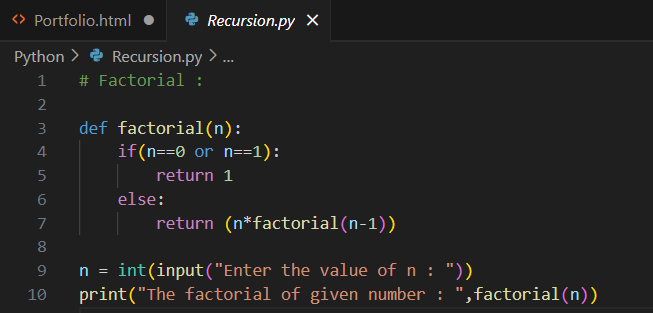 Portfolio.html Recursion.py
Python > Recursion.py > ...
1 # Factorial :
2
3 def factorial(n):
4     if(n==0 or n==1):
5         return 1
6     else:
7         return (n*factorial(n-1))
8
9 n = int(input("Enter the value of n : "))
10 print("The factorial of given number : ",factorial(n))